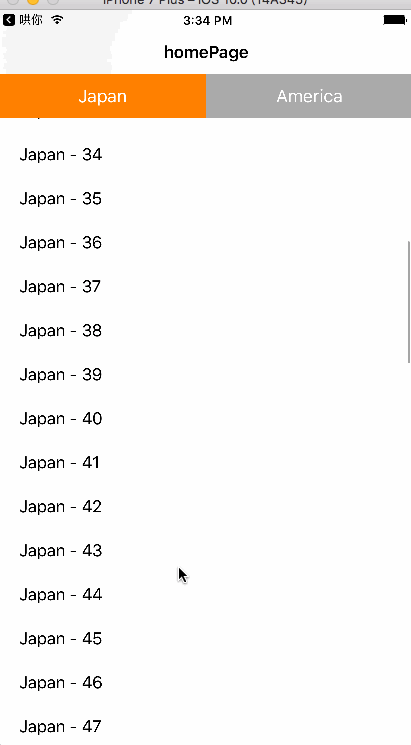 iPhone 7 Plus – iOS 10.0 (14A345)
哄你 3:34 PM
homePage
Japan America
Japan - 34
Japan - 35
Japan - 36
Japan - 37
Japan - 38
Japan - 39
Japan - 40
Japan - 41
Japan - 42
Japan - 43
Japan - 44
Japan - 45
Japan - 46
Japan - 47